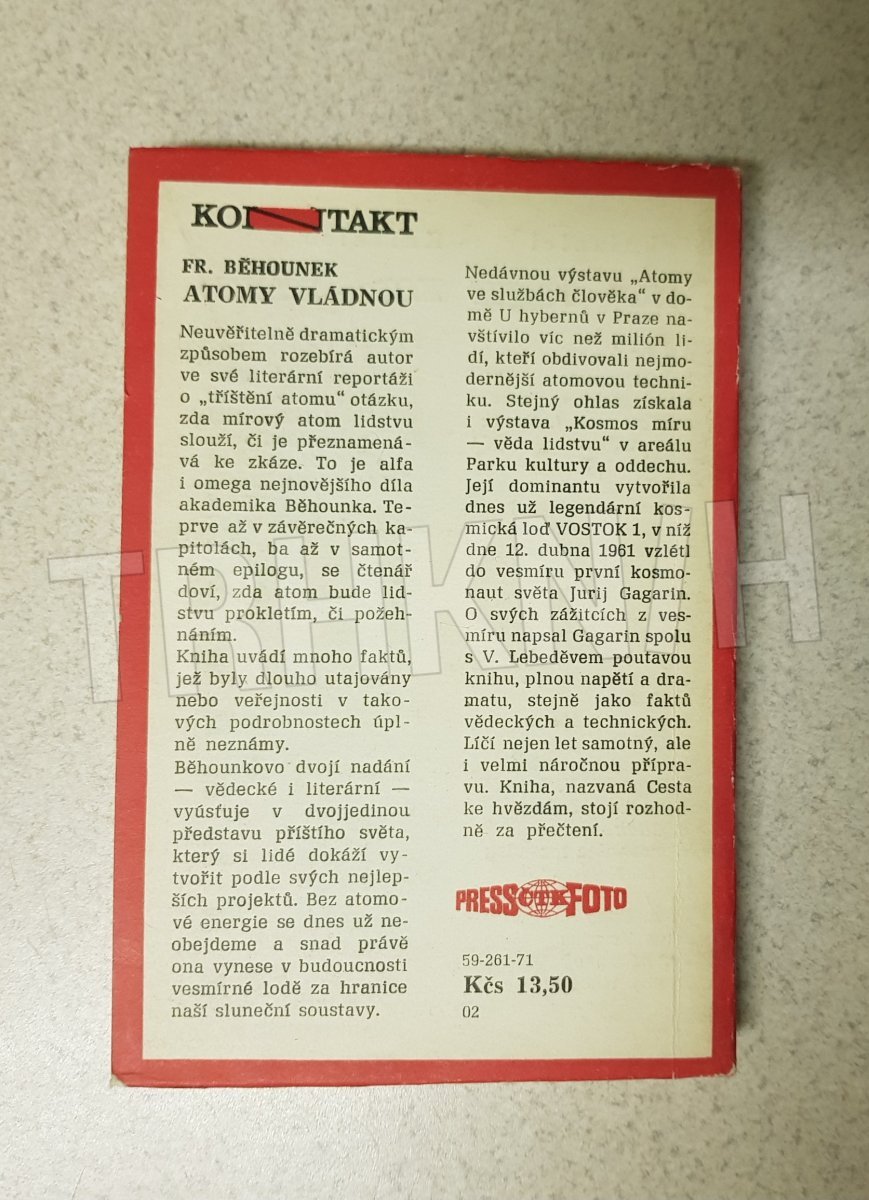 KONTAKT
FR. BĚHOUNEK
ATOMY VLÁDNOU
Neuvěřitelně dramatickým
způsobem rozebírá autor
ve své literární reportáži
o „tříštění atomu“ otázku,
zda mírový atom lidstvu
slouží, či je přeznamená-
vá ke zkáze. To je alfa
i omega nejnovějšího díla
akademika Běhounka. Te-
prve až v závěrečných ka-
pitolách, ba až v samot-
ném epilogu, se čtenář
doví, zda atom bude lid-
stvu prokletím, či požeh-
náním.
Kniha uvádí mnoho faktů,
jež byly dlouho utajovány
nebo veřejnosti v tako-
vých podrobnostech úpl-
ně neznámy.
Běhounkovo dvojí nadání
— vědecké i literární —
vyúsťuje v dvojjedinou
představu příštího světa,
který si lidé dokáží vy-
tvořit podle svých nejlep-
ších projektů. Bez atomo-
vé energie se dnes už ne-
obejdeme a snad právě
ona vynese v budoucnosti
vesmírné lodě za hranice
naší sluneční soustavy.
Nedávnou výstavu „Atomy
ve službách člověka“ v do-
mě U hybernů v Praze na-
vštívilo víc než milión li-
dí, kteří obdivovali nejmo-
dernější atomovou techni-
ku. Stejný ohlas získala
i výstava „Kosmos míru
— věda lidstvu“ v areálu
Parku kultury a oddechu.
Její dominantu vytvořila
dnes už legendární kos-
mická loď VOSTOK 1, v níž
dne 12. dubna 1961 vzlétl
do vesmíru první kosmo-
naut světa Jurij Gagarin.
O svých zážitcích z ves-
míru napsal Gagarin spolu
s V. Lebeděvem poutavou
knihu, plnou napětí a dra-
matu, stejně jako faktů
vědeckých a technických.
Líčí nejen let samotný, ale
i velmi náročnou přípra-
vu. Kniha, nazvaná Cesta
ke hvězdám, stojí rozhod-
ně za přečtení.
PRESS ČTK FOTO
59-261-71
Kčs 13,50
02
TRHKNIH